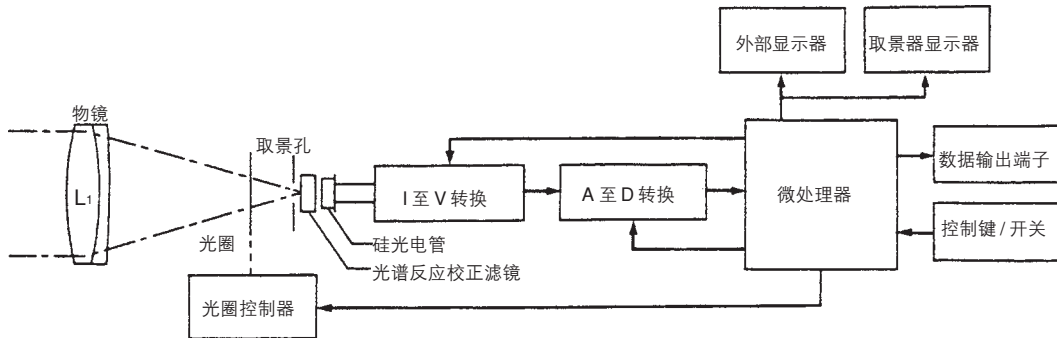 外部显示器
取景器显示器
物镜
取景孔
L1
I 至 V 转换
A 至 D 转换
微处理器
数据输出端子
控制键 / 开关
光圈
硅光电管
光谱反应校正滤镜
光圈控制器